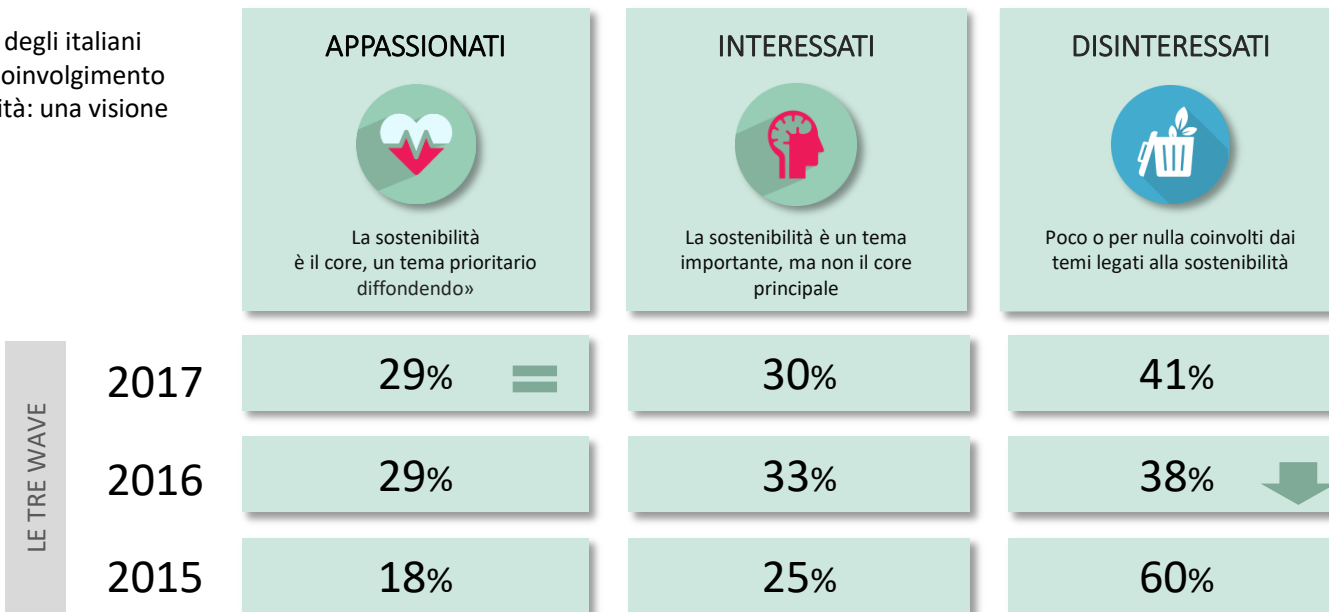 degli italiani
oinvolgimento
ità: una visione
APPASSIONATI
La sostenibilità
è il core, un tema prioritario
diffondendo»
INTERESSATI
La sostenibilità è un tema
importante, ma non il core
principale
DISINTERESSATI
Poco o per nulla coinvolti dai
temi legati alla sostenibilità
LE TRE WAVE
2017
29%
30%
41%
2016
29%
33%
38%
2015
18%
25%
60%